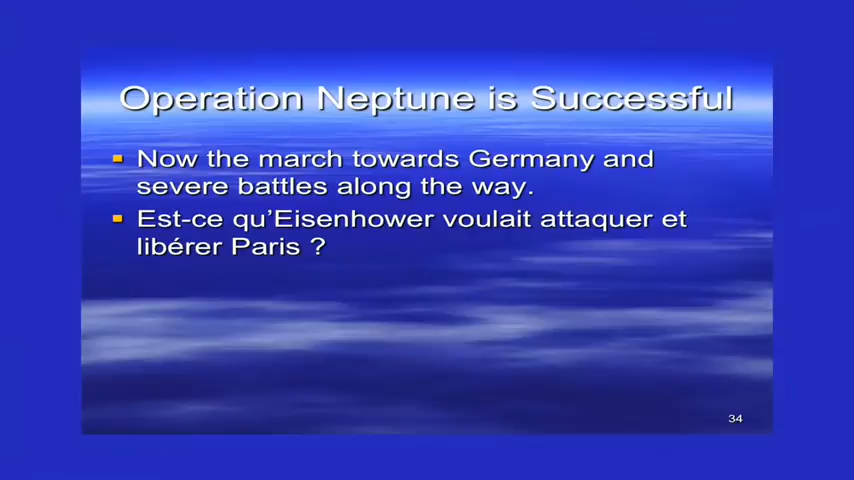 Operation Neptune is Successful
Now the march towards Germany and
severe battles along the way.
Est-ce qu'Eisenhower voulait attaquer et
libérer Paris ?
34